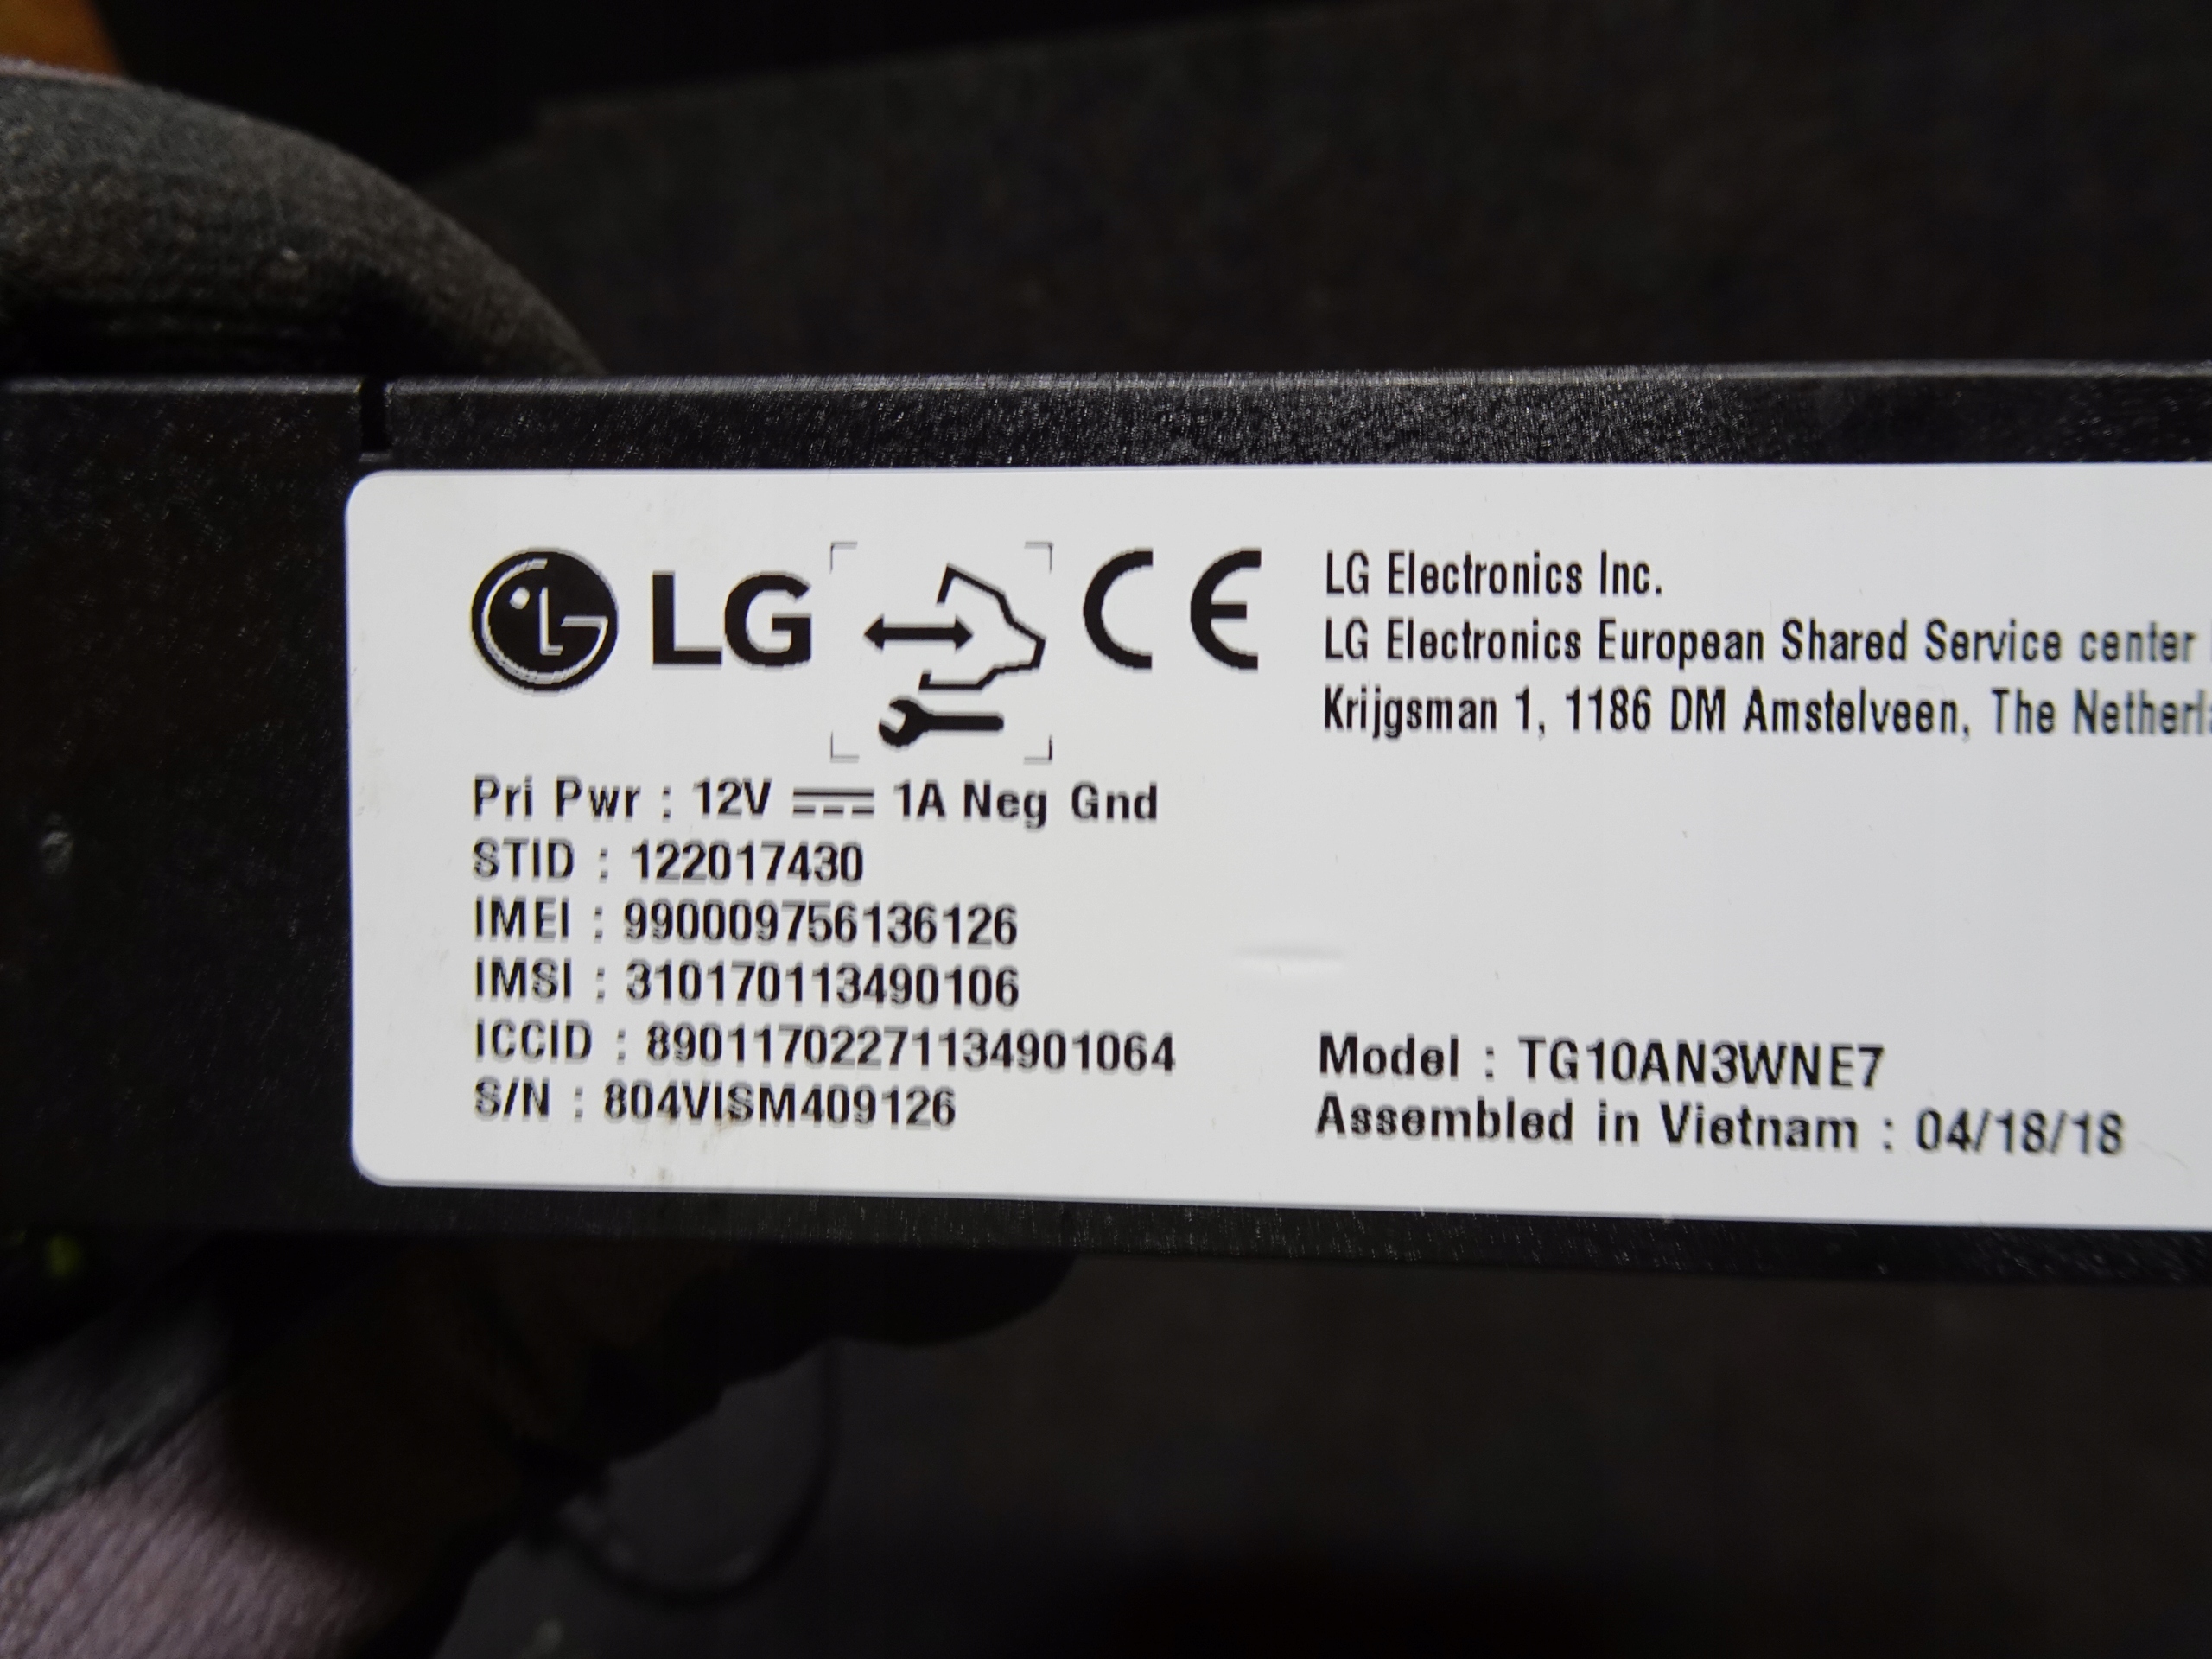 LG CE
LG Electronics Inc.
LG Electronics European Shared Service center
Krijgsman 1, 1186 DM Amstelveen, The
Pri Pwr : 12V 1A Neg Gnd
STID : 122017430
IMEI : 990009756136126
IMSI : 310170113490106
ICCID : 89011702271134901064
S/N : 804VISM409126
Model : TG10AN3WNE7
Assembled in Vietnam : 04/18/18